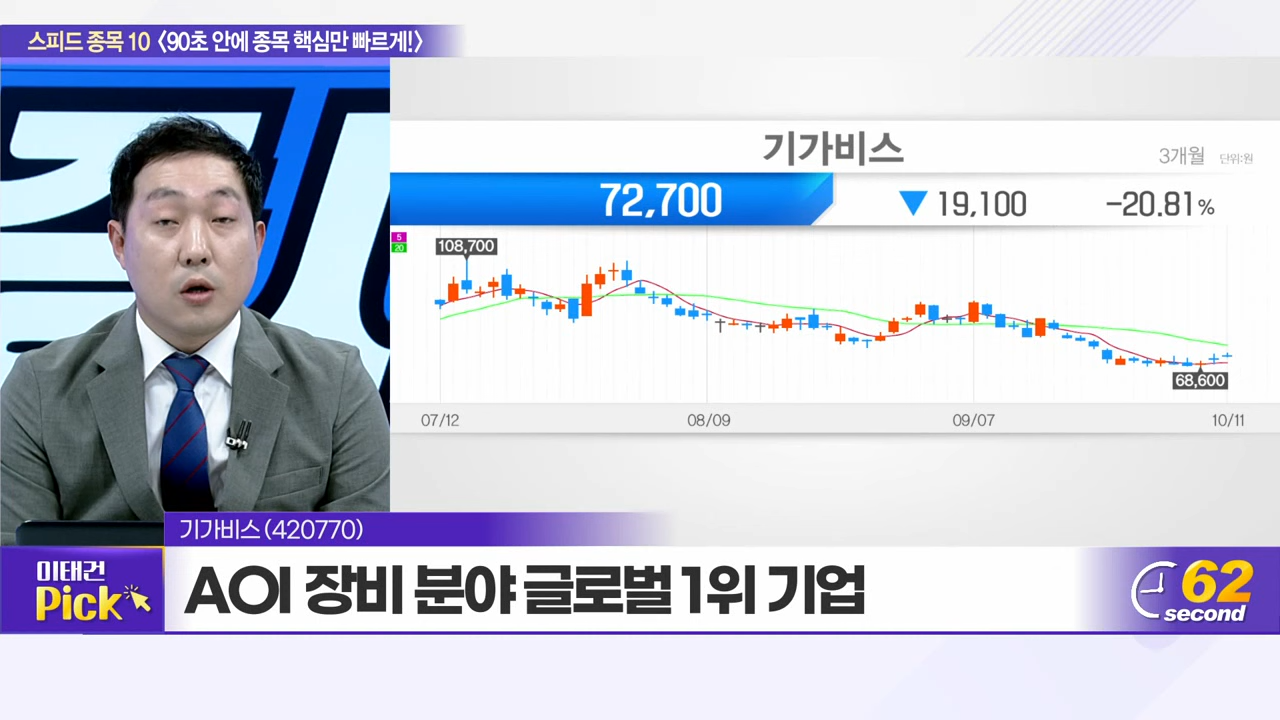 스피드 종목 10 〈90초 안에 종목 핵심만 빠르게!〉
기가비스
3개월 단위:원
72,700 ▼ 19,100 -20.81%
5
20
108,700
68,600
07/12 08/09 09/07 10/11
기가비스 (420770)
이태건
Pick
AOI 장비 분야 글로벌 1위 기업
62
second